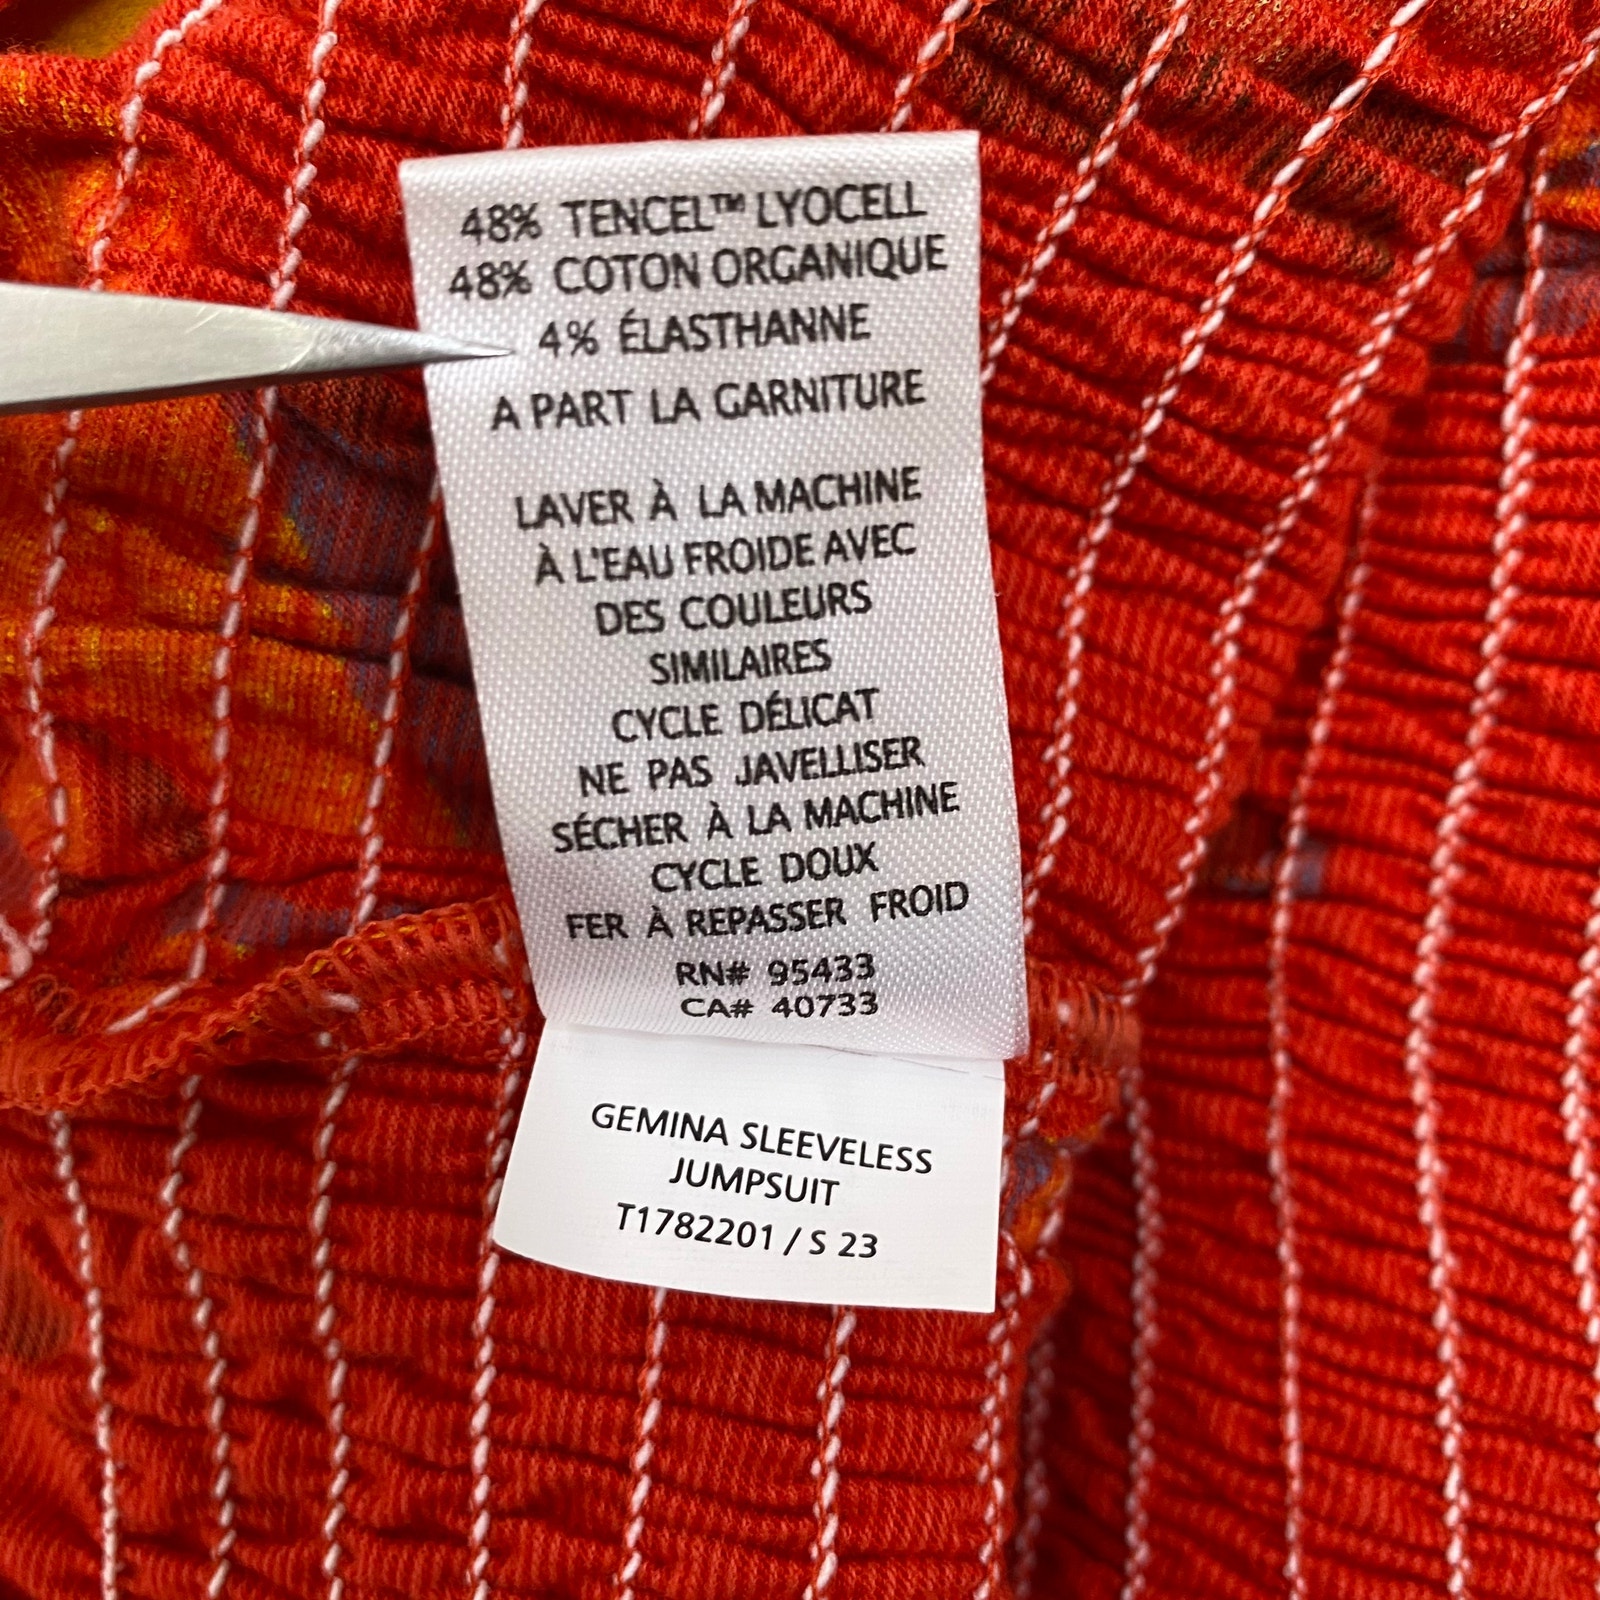 48% TENCEL™ LYOCELL
48% COTON ORGANIQUE
4% ÉLASTHANNE
A PART LA GARNITURE
LAVER À LA MACHINE
À L'EAU FROIDE AVEC
DES COULEURS
SIMILAIRES
CYCLE DÉLICAT
NE PAS JAVELLISER
SÉCHER À LA MACHINE
CYCLE DOUX
FER À REPASSER FROID
RN# 95433
CA# 40733
GEMINA SLEEVELESS
JUMPSUIT
T1782201 / S 23